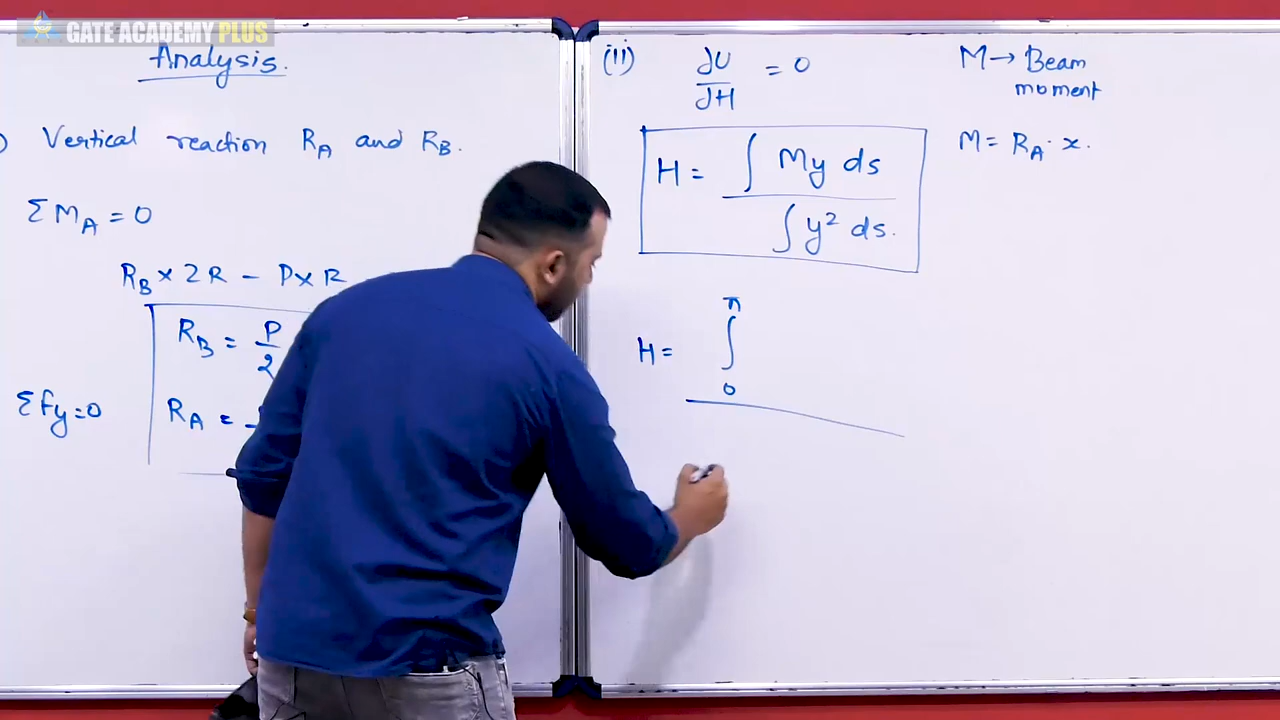 GATE ACADEMY PLUS
Analysis.
) Vertical reaction R_A and R_B.
ΣM_A = 0
R_B × 2R - P × R
R_B = P/2
ΣFy=0
R_A =
(ii) ∂U/∂H = 0
H = ∫ My ds / ∫ y² ds.
H = ∫_0^π
M → Beam
moment
M = R_A · x.